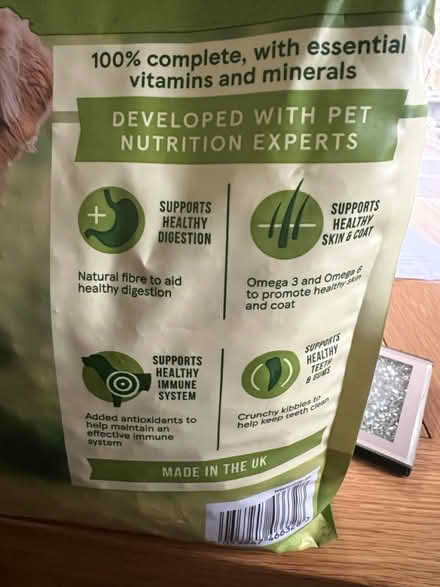 100% complete, with essential
vitamins and minerals
DEVELOPED WITH PET
NUTRITION EXPERTS
SUPPORTS
HEALTHY
DIGESTION
Natural fibre to aid
healthy digestion
SUPPORTS
HEALTHY
SKIN & COAT
Omega 3 and Omega 6
to promote healthy skin
and coat
SUPPORTS
HEALTHY
IMMUNE
SYSTEM
Added antioxidants to
help maintain an
effective immune
system
SUPPORTS
HEALTHY
TEETH
& GUMS
Crunchy kibbles to
help keep teeth clean
MADE IN THE UK